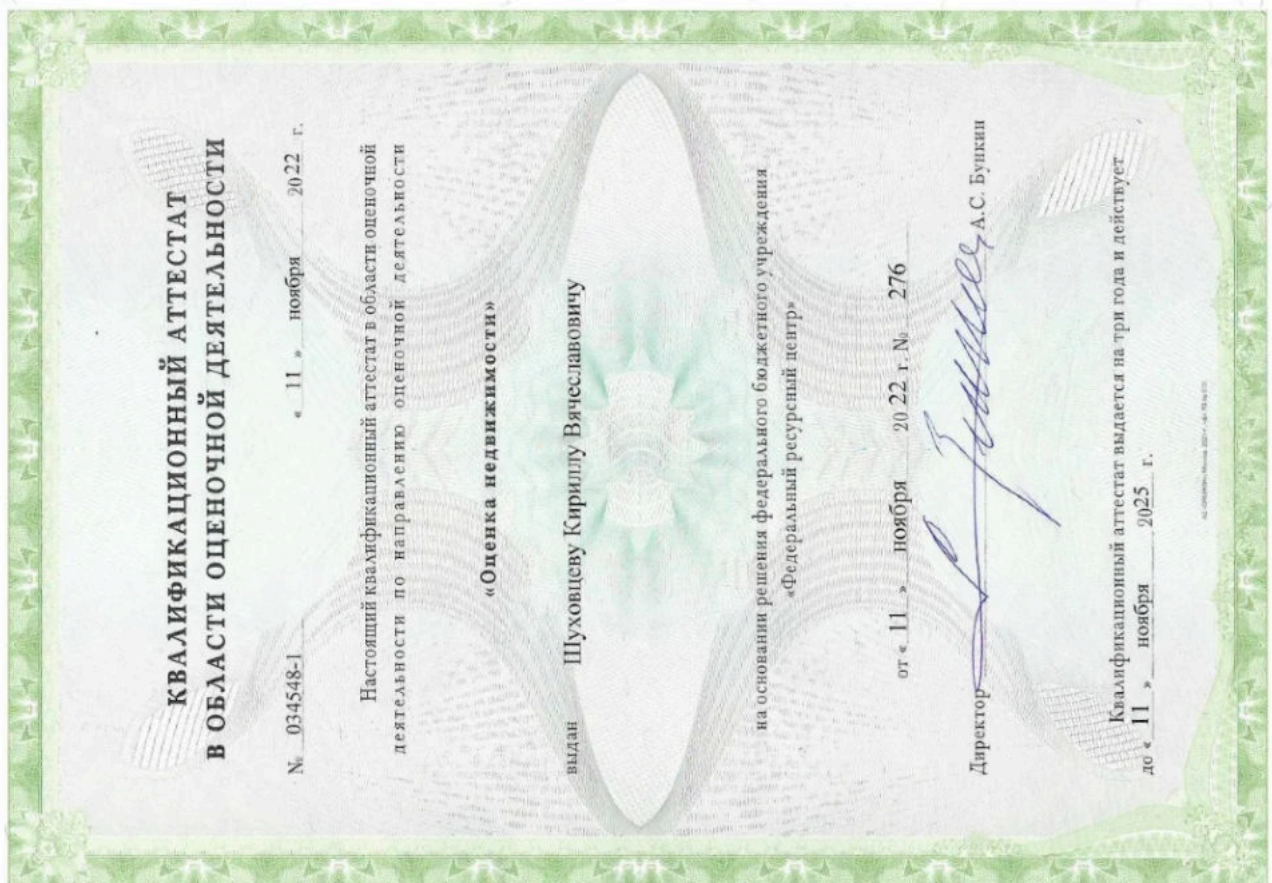 КВАЛИФИКАЦИОННЫЙ АТТЕСТАТ
В ОБЛАСТИ ОЦЕНОЧНОЙ ДЕЯТЕЛЬНОСТИ
№ 034548-1 « 11 » ноября 2022 г.
Настоящий квалификационный аттестат в области оценочной
деятельности по направлению оценочной деятельности
«Оценка недвижимости»
выдан Шуховцеву Кириллу Вячеславовичу
на основании решения федерального бюджетного учреждения
«Федеральный ресурсный центр»
от « 11 » ноября 2022 г. № 276
Директор А.С. Бункин
Квалификационный аттестат выдается на три года и действует
до « 11 » ноября 2025 г.